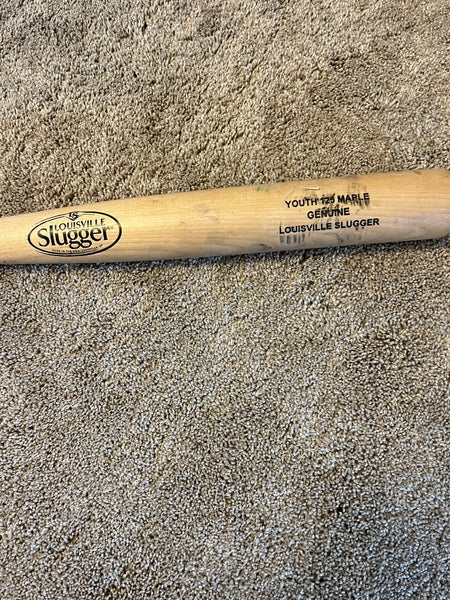 LOUISVILLE
Slugger
YOUTH 125 MAPLE
GENUINE
LOUISVILLE SLUGGER